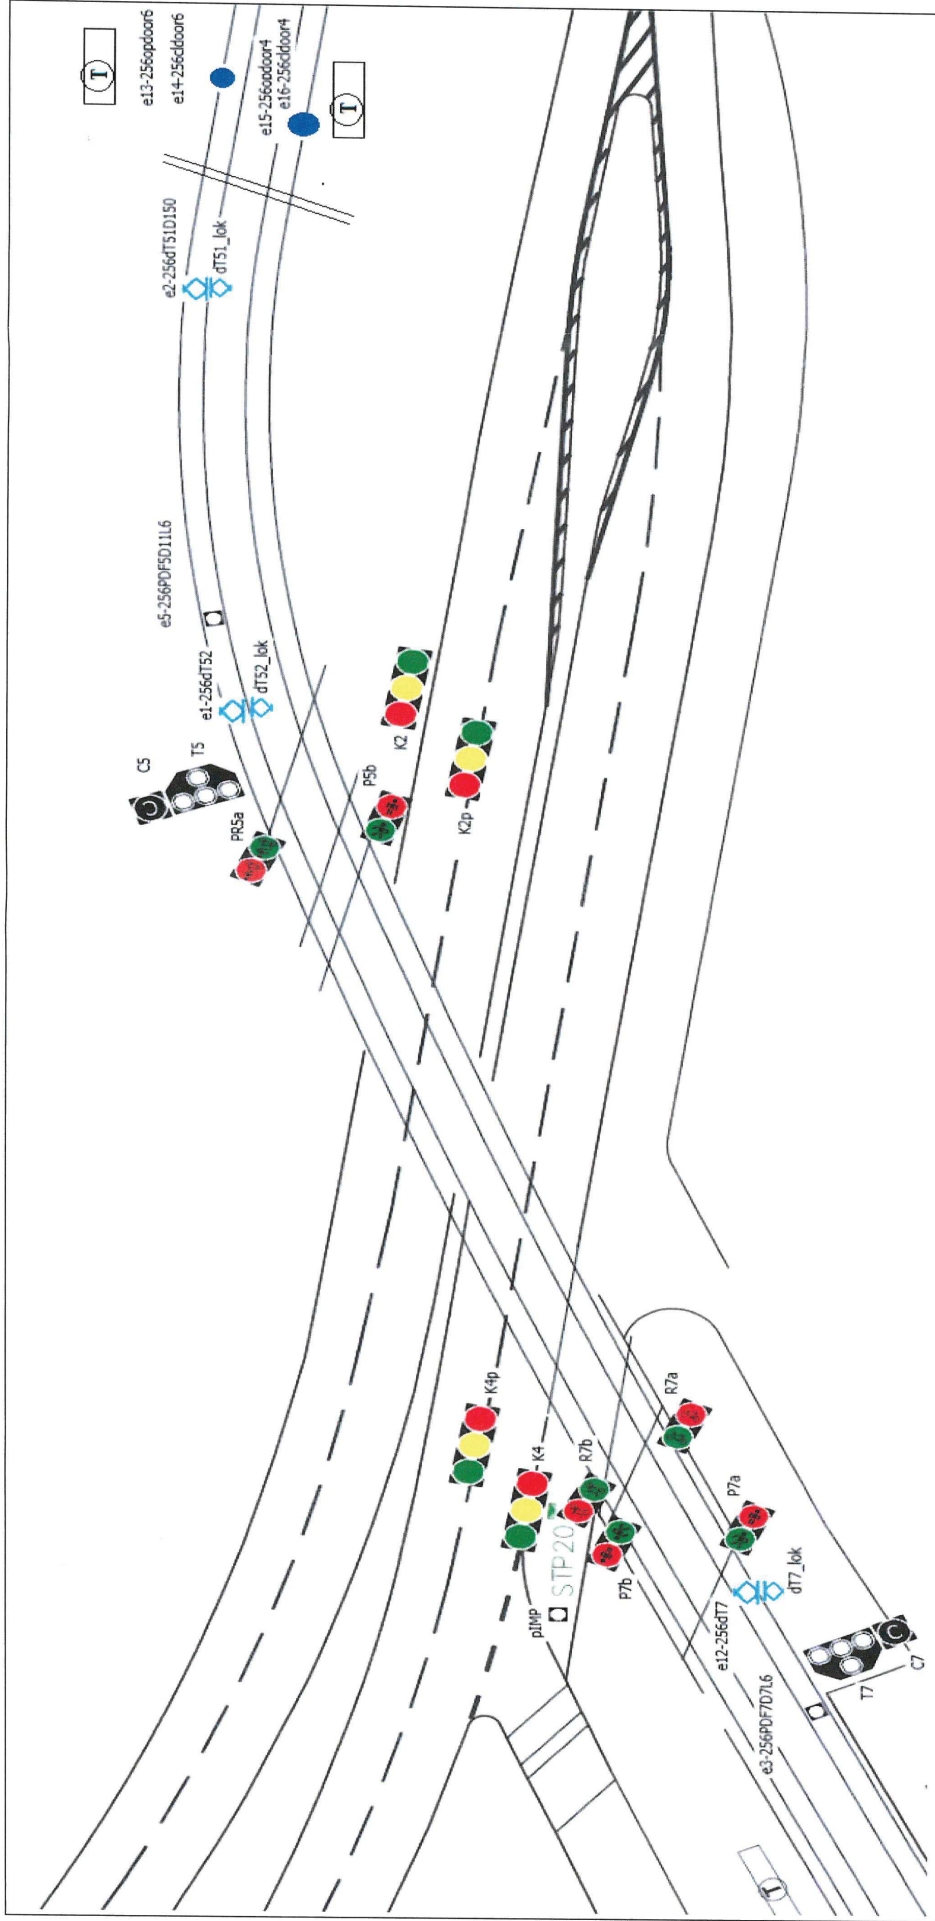 T
e13-256opdoor6
e14-256cldoor6
e15-256opdoor4
e16-256cldoor4
T
e2-256dT51D150
dT51_lok
e5-256PDF5D11L6
e1-256dT52
dT52_lok
C5
C
T5
PR5a
P5b
K2
K2p
K4p
K4
R7b
R7a
STP20
pIMP
P7b
P7a
e12-256dT7
dT7_lok
T7
C
C7
e3-256PDF7D7L6
T